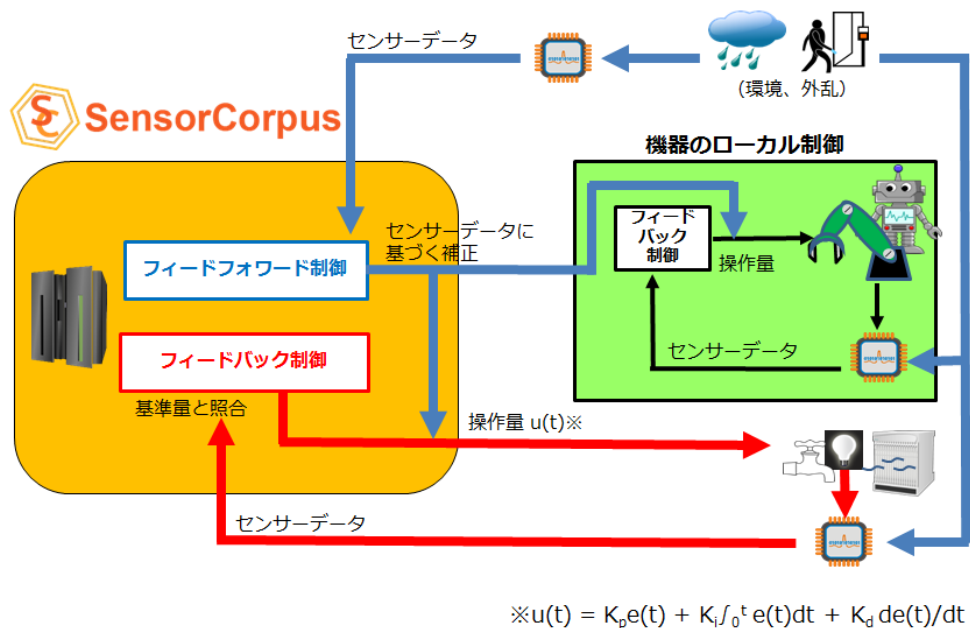 センサーデータ
(環境、外乱)
SC
SensorCorpus
機器のローカル制御
センサーデータに
基づく補正
フィード
バック
制御
操作量
フィードフォワード制御
センサーデータ
フィードバック制御
基準量と照合
操作量 u(t)※
センサーデータ
※u(t) = Kₚe(t) + Kᵢ∫₀ᵗ e(t)dt + K_d de(t)/dt